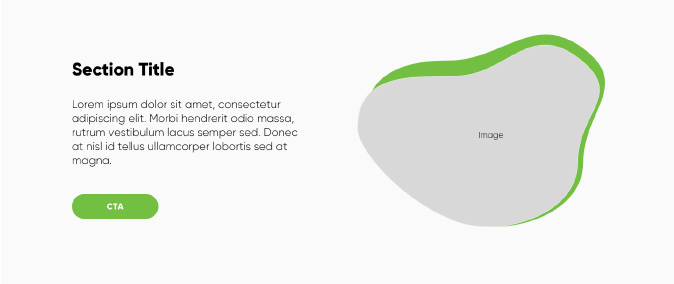 Section Title
Lorem ipsum dolor sit amet, consectetur
adipiscing elit. Morbi hendrerit odio massa,
rutrum vestibulum lacus semper sed. Donec
at nisl id tellus ullamcorper lobortis sed at
magna.
CTA
Image